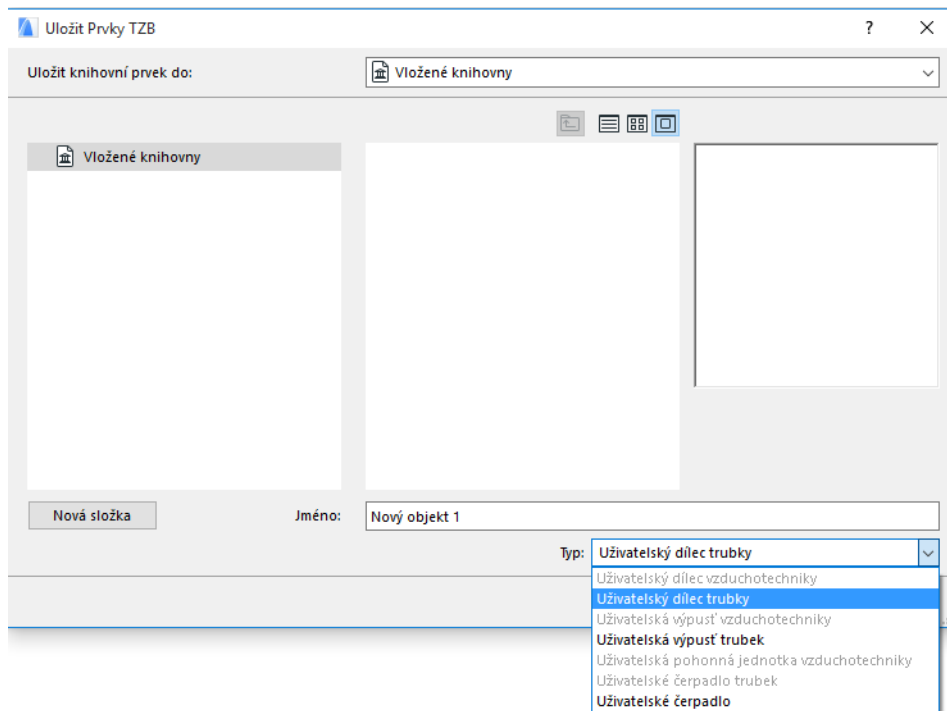 Uložit Prvky TZB ?
Uložit knihovní prvek do: Vložené knihovny
Vložené knihovny
Nová složka Jméno: Nový objekt 1
Typ: Uživatelský dílec trubky
Uživatelský dílec vzduchotechniky
Uživatelský dílec trubky
Uživatelský výpusť vzduchotechniky
Uživatelská výpusť trubek
Uživatelská pohonná jednotka vzduchotechniky
Uživatelské čerpadlo trubek
Uživatelské čerpadlo